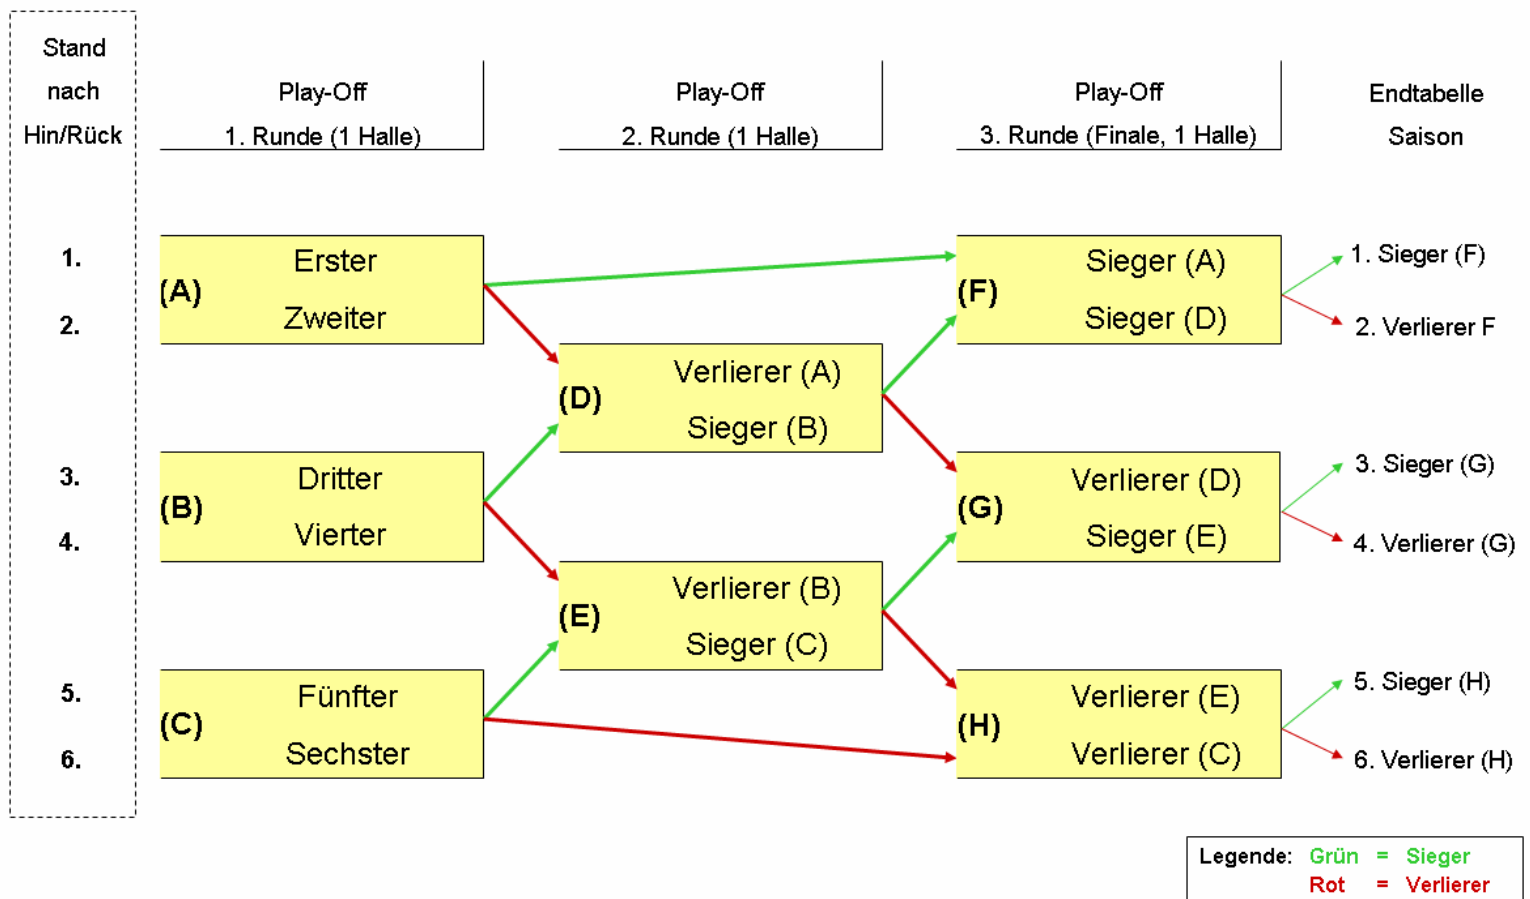 Stand
nach
Hin/Rück
Play-Off
1. Runde (1 Halle)
Play-Off
2. Runde (1 Halle)
Play-Off
3. Runde (Finale, 1 Halle)
Endtabelle
Saison
1.
2.
3.
4.
5.
6.
(A)
Erster
Zweiter
(B)
Dritter
Vierter
(C)
Fünfter
Sechster
(D)
Verlierer (A)
Sieger (B)
(E)
Verlierer (B)
Sieger (C)
(F)
Sieger (A)
Sieger (D)
(G)
Verlierer (D)
Sieger (E)
(H)
Verlierer (E)
Verlierer (C)
1. Sieger (F)
2. Verlierer F
3. Sieger (G)
4. Verlierer (G)
5. Sieger (H)
6. Verlierer (H)
Legende: Grün = Sieger
Rot = Verlierer